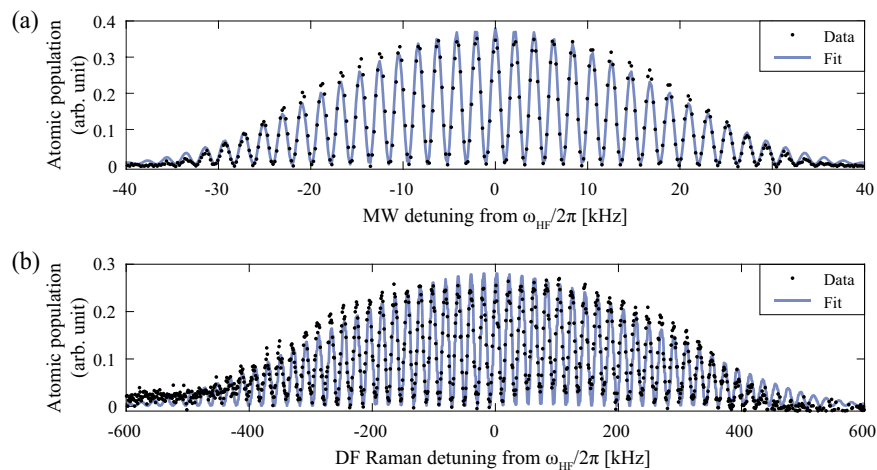 (a)
0.4
0.3
0.2
0.1
0
Atomic population
(arb. unit)
Data
Fit
-40 -30 -20 -10 0 10 20 30 40
MW detuning from ω_HF/2π [kHz]
(b)
0.3
0.2
0.1
0
Atomic population
(arb. unit)
Data
Fit
-600 -400 -200 0 200 400 600
DF Raman detuning from ω_HF/2π [kHz]